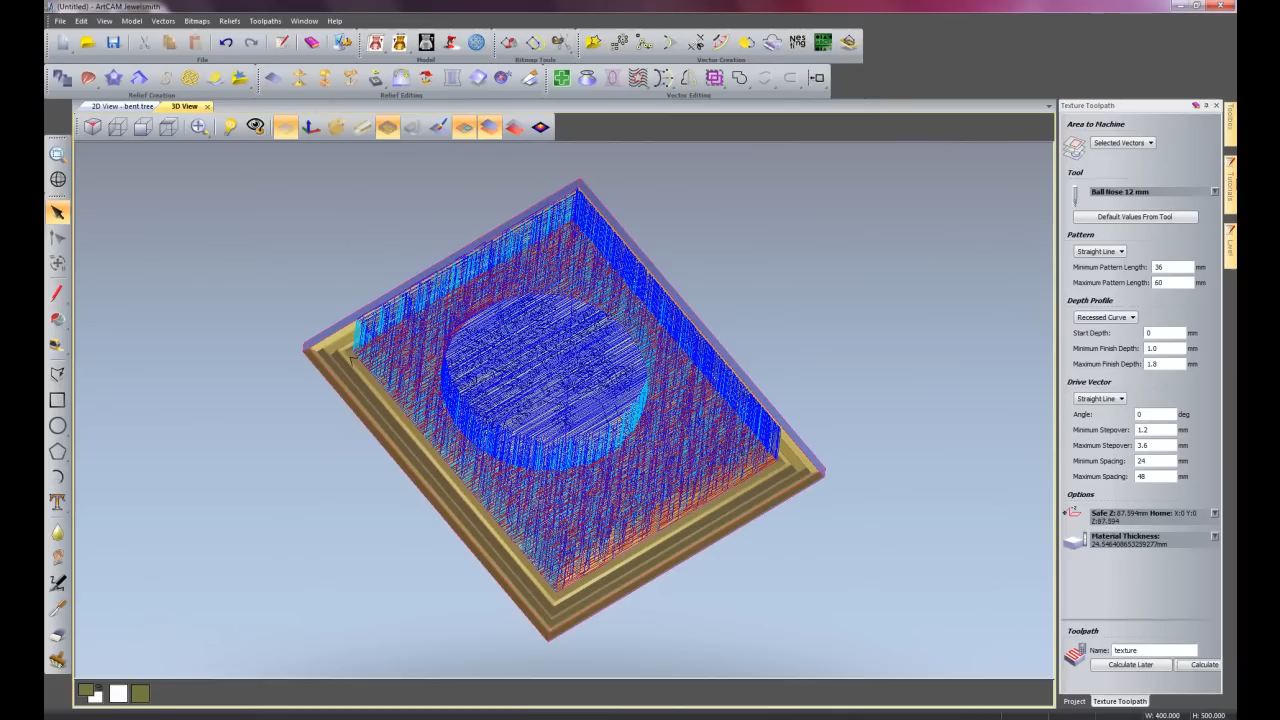 (Untitled) - ArtCAM Jewelsmith
File Edit View Model Vectors Bitmaps Reliefs Toolpaths Window Help
Nes ting
File Model Bitmap Tools Vector Creation
Relief Creation Relief Editing Vector Editing
2D View - bent tree 3D View
Texture Toolpath
Area to Machine
Selected Vectors
Tool
Ball Nose 12 mm
Default Values From Tool
Pattern
Straight Line
Minimum Pattern Length: 36 mm
Maximum Pattern Length: 60 mm
Depth Profile
Recessed Curve
Start Depth: 0 mm
Minimum Finish Depth: 1.0 mm
Maximum Finish Depth: 1.8 mm
Drive Vector
Straight Line
Angle: 0 deg
Minimum Stepover: 1.2 mm
Maximum Stepover: 3.6 mm
Minimum Spacing: 24 mm
Maximum Spacing: 48 mm
Options
Safe Z: 87.594mm Home: X:0 Y:0
Z:87.594
Material Thickness:
24.546408653259277mm
Toolpath
Name: texture
Calculate Later Calculate
Project Texture Toolpath
Toolbox
Tutorials
Layer
W: 400.000 H: 500.000